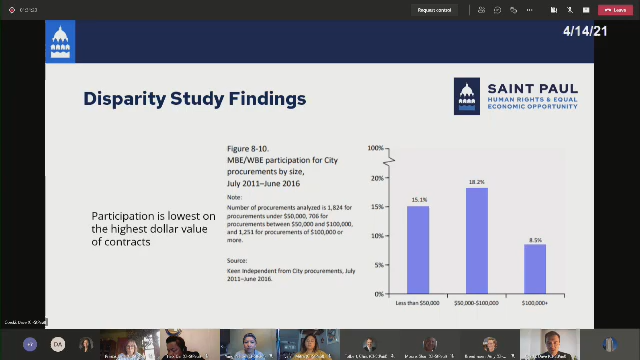 Request control
Leave
4/14/21
Disparity Study Findings
SAINT PAUL
HUMAN RIGHTS & EQUAL
ECONOMIC OPPORTUNITY
Participation is lowest on
the highest dollar value
of contracts
Figure 8-10.
MBE/WBE participation for City
procurements by size,
July 2011–June 2016
Note:
Number of procurements analyzed is 1,824 for
procurements under $50,000, 706 for
procurements between $50,000 and $100,000,
and 1,251 for procurements of $100,000 or
more.
Source:
Keen Independent from City procurements, July
2011–June 2016.
100%
20%
15%
10%
5%
0%
15.1%
18.2%
8.5%
Less than $50,000
$50,000-$100,000
$100,000+
DA